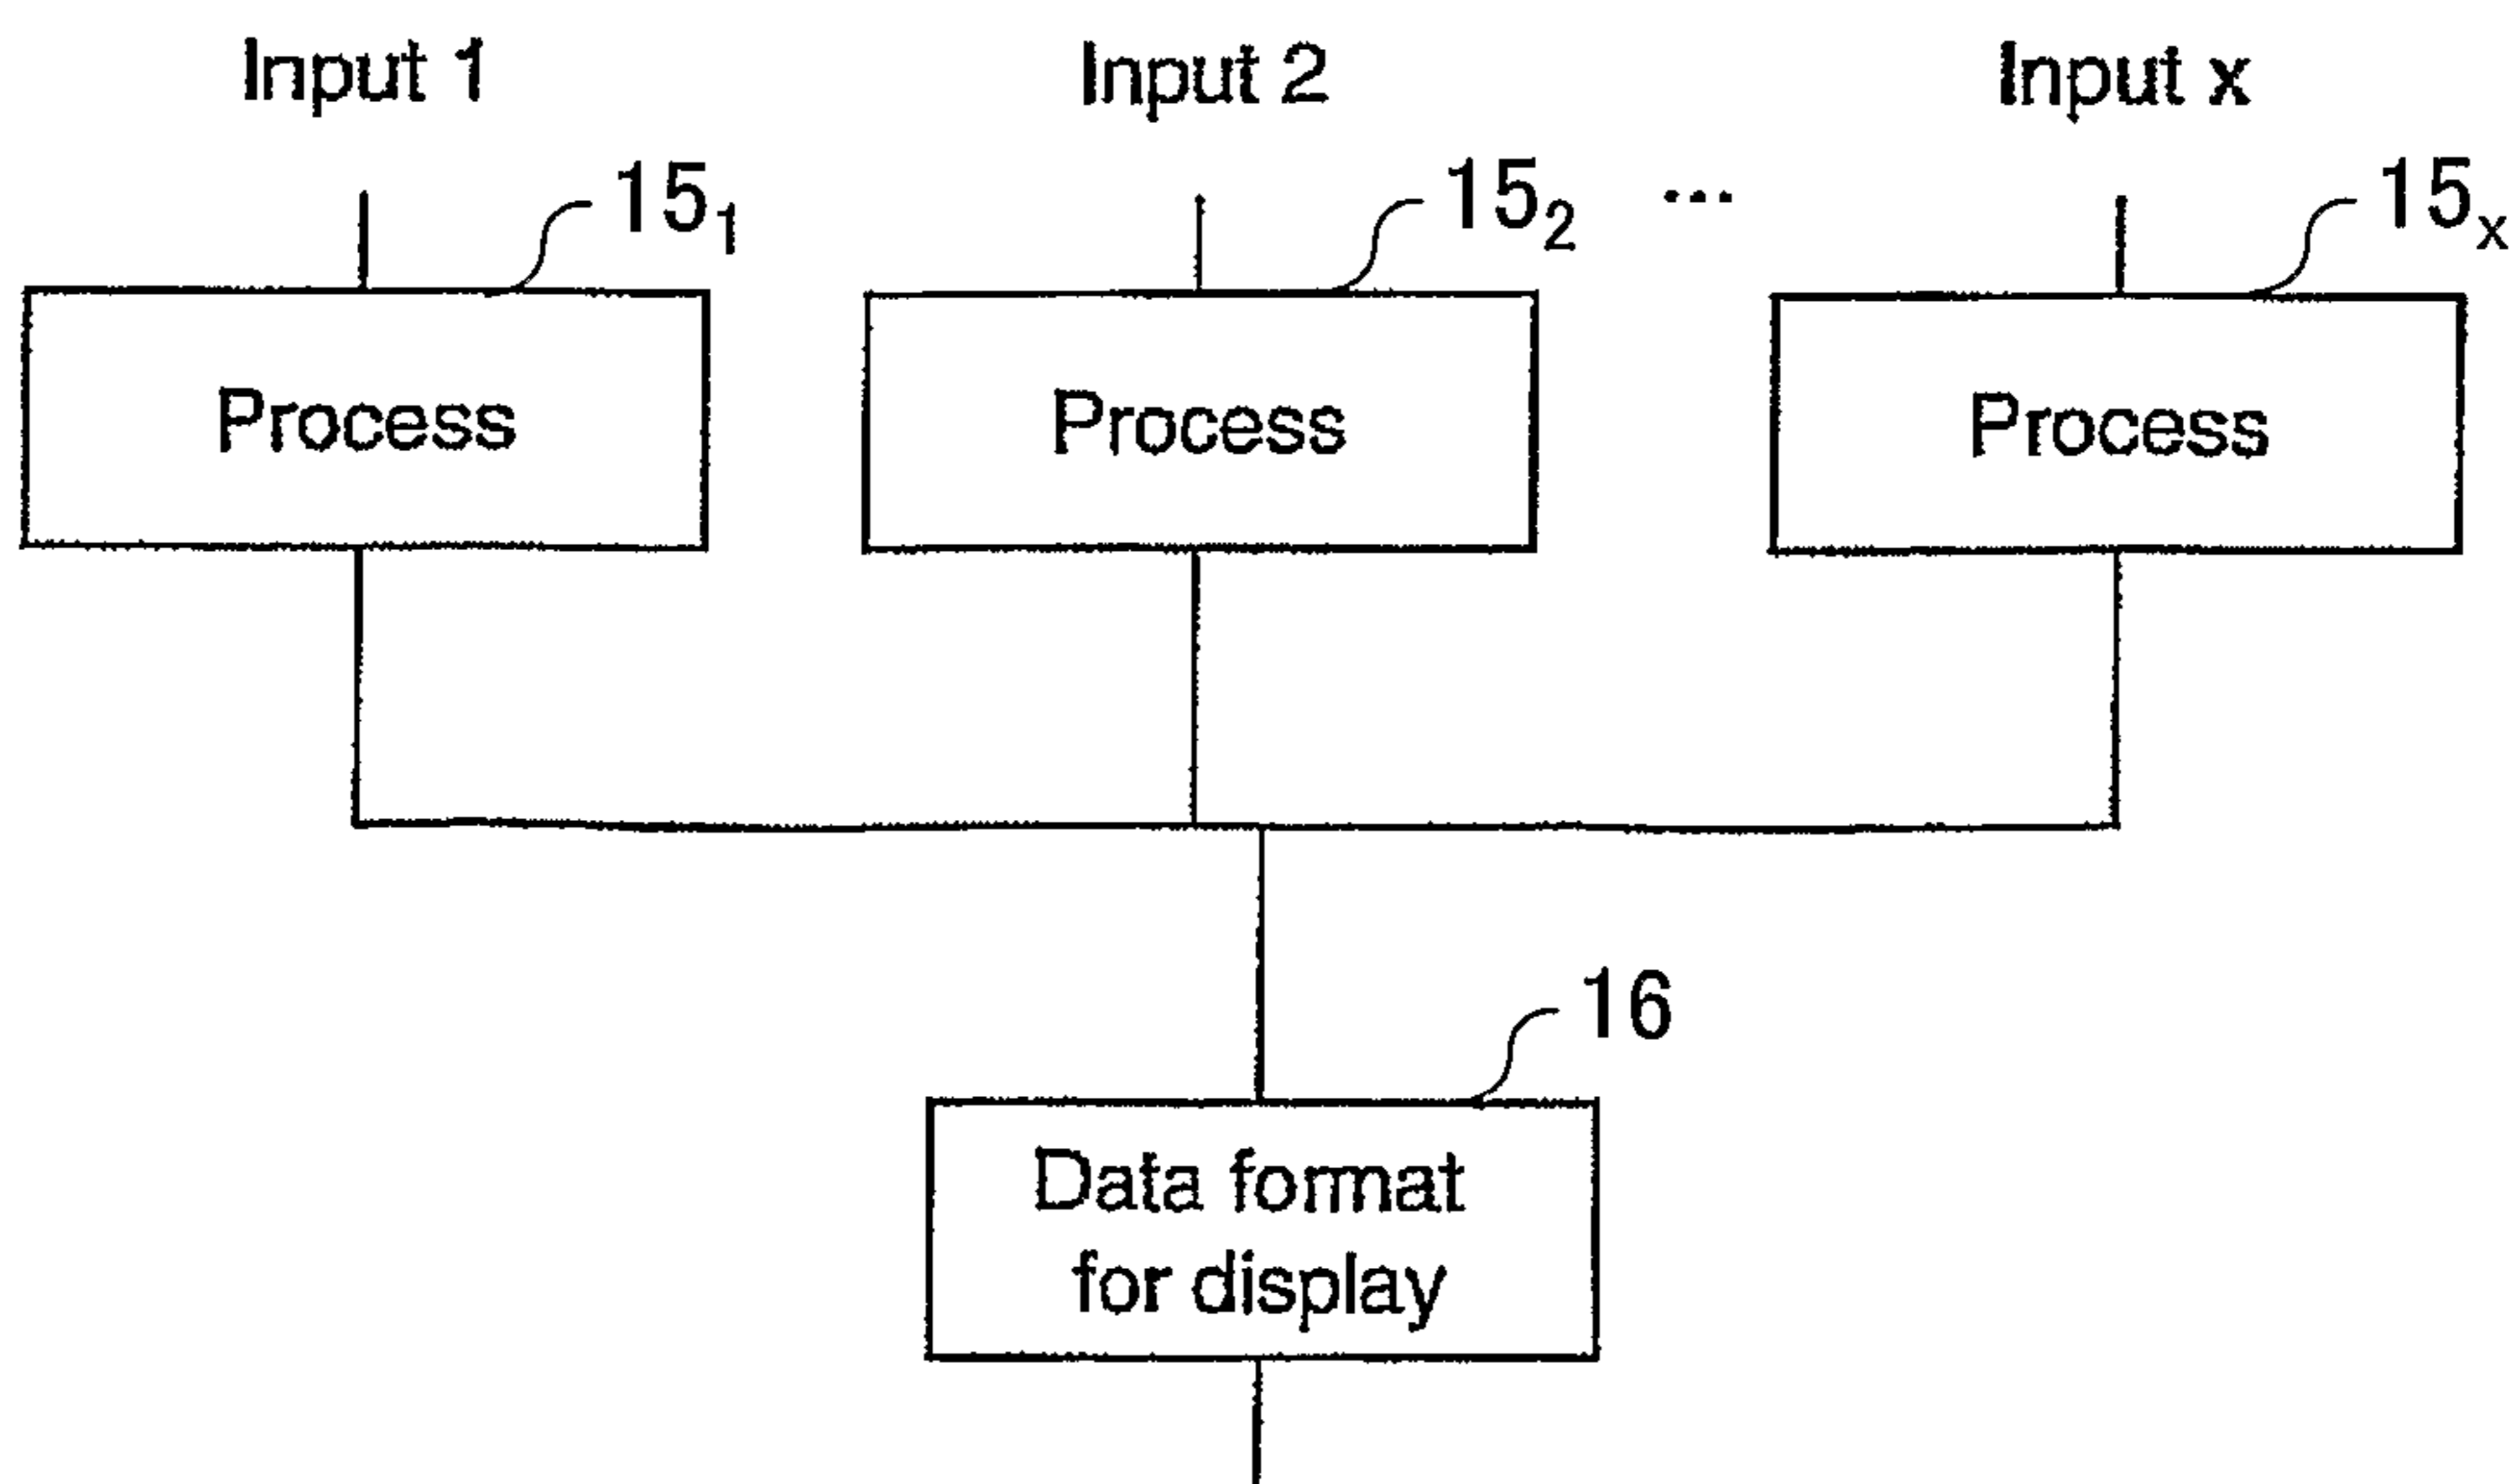 Input 1
Input 2
Input x
15₁
15₂
...
15ₓ
Process
Process
Process
16
Data format
for display